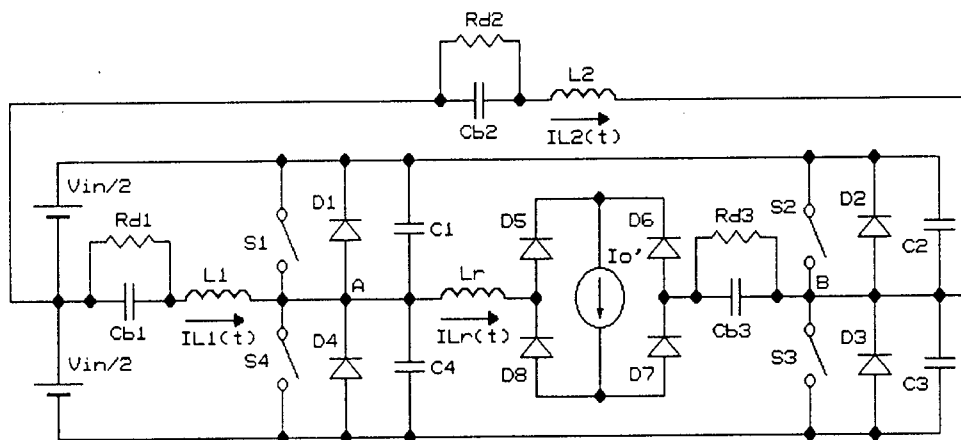 Rd2
L2
Cb2
IL2(t)
Vin/2
Rd1
D1
S1
C1
D5
D6
Rd3
S2
D2
C2
Io'
L1
A
Lr
B
Cb1
IL1(t)
ILr(t)
Cb3
S4
D4
C4
D8
D7
S3
D3
C3
Vin/2